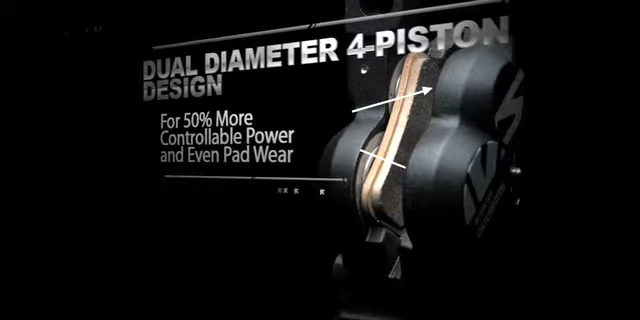 DUAL DIAMETER 4-PISTON
DESIGN
For 50% More
Controllable Power
and Even Pad Wear